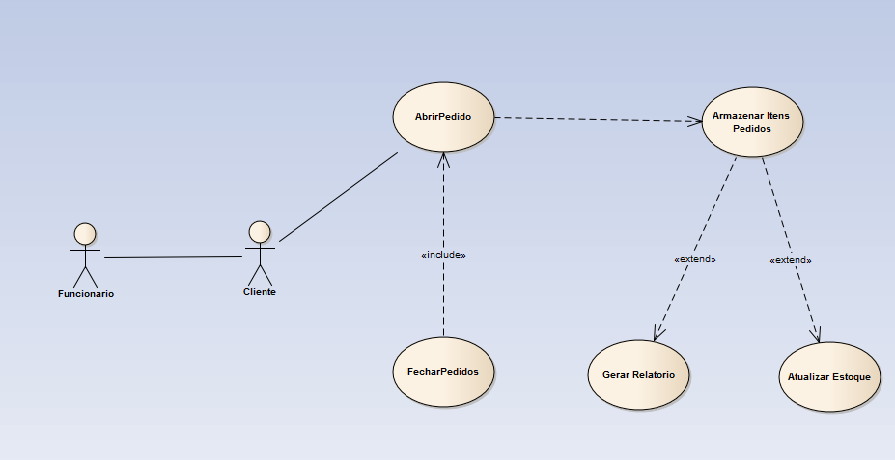 AbrirPedido
Armazenar Itens
Pedidos
Funcionario
Cliente
«include»
«extend»
«extend»
FecharPedidos
Gerar Relatorio
Atualizar Estoque